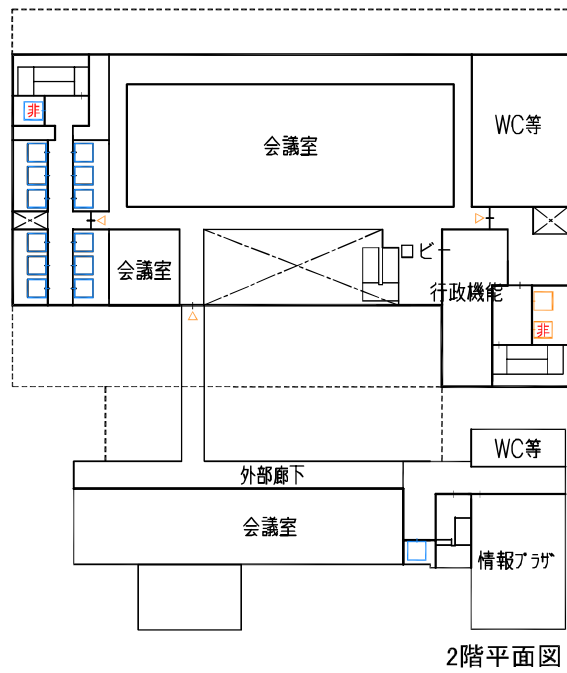 非
WC等
会議室
会議室
ロビー
行政機能
非
WC等
外部廊下
会議室
情報プラザ
2階平面図